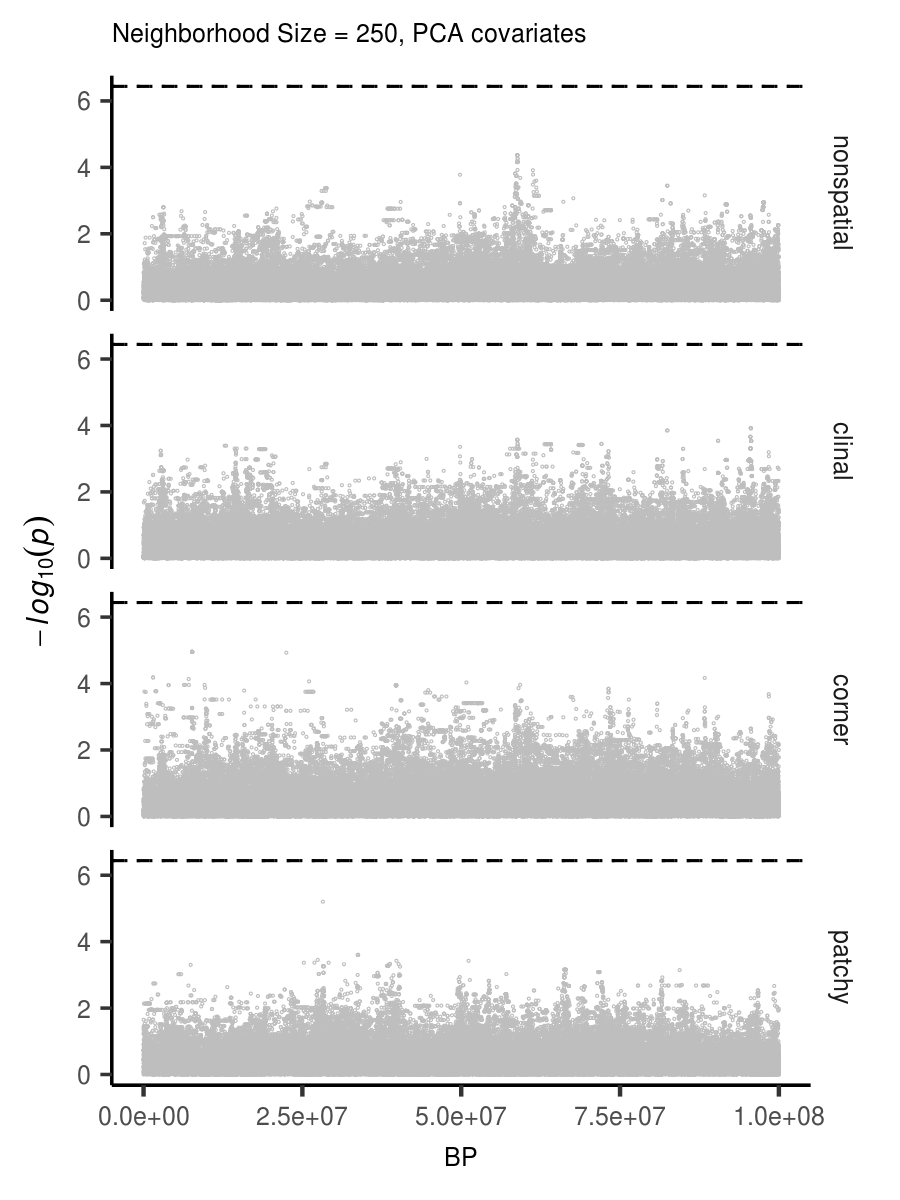 Neighborhood Size = 250, PCA covariates
6
4
2
0
nonspatial
6
4
2
0
clinal
−log10(p)
6
4
2
0
corner
6
4
2
0
patchy
0.0e+00 2.5e+07 5.0e+07 7.5e+07 1.0e+08
BP